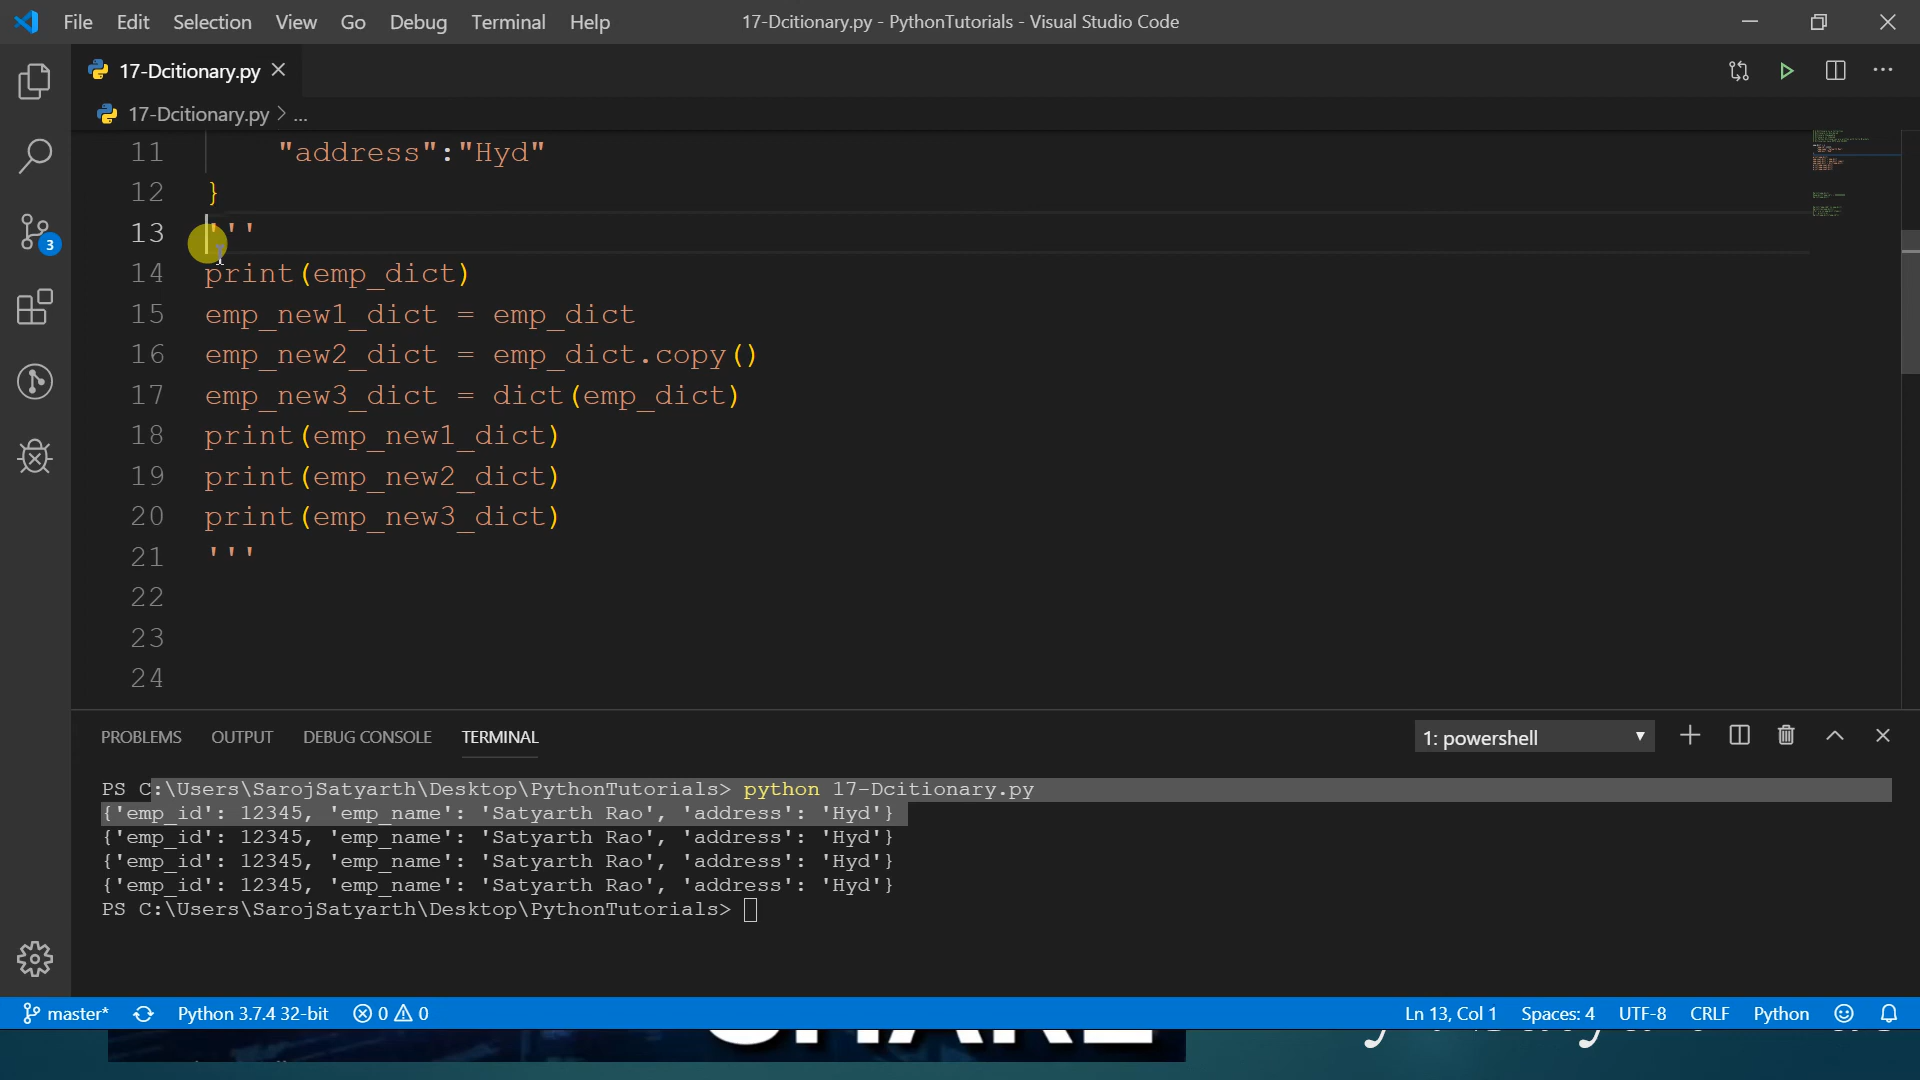 File Edit Selection View Go Debug Terminal Help 17-Dcitionary.py - PythonTutorials - Visual Studio Code
17-Dcitionary.py
17-Dcitionary.py > ...
11 "address":"Hyd"
12 }
13 '''
14 print(emp_dict)
15 emp_new1_dict = emp_dict
16 emp_new2_dict = emp_dict.copy()
17 emp_new3_dict = dict(emp_dict)
18 print(emp_new1_dict)
19 print(emp_new2_dict)
20 print(emp_new3_dict)
21 '''
22
23
24
3
PROBLEMS OUTPUT DEBUG CONSOLE TERMINAL 1: powershell
PS C:\Users\SarojSatyarth\Desktop\PythonTutorials> python 17-Dcitionary.py
{'emp_id': 12345, 'emp_name': 'Satyarth Rao', 'address': 'Hyd'}
{'emp_id': 12345, 'emp_name': 'Satyarth Rao', 'address': 'Hyd'}
{'emp_id': 12345, 'emp_name': 'Satyarth Rao', 'address': 'Hyd'}
{'emp_id': 12345, 'emp_name': 'Satyarth Rao', 'address': 'Hyd'}
PS C:\Users\SarojSatyarth\Desktop\PythonTutorials>
master* Python 3.7.4 32-bit 0 0 Ln 13, Col 1 Spaces: 4 UTF-8 CRLF Python